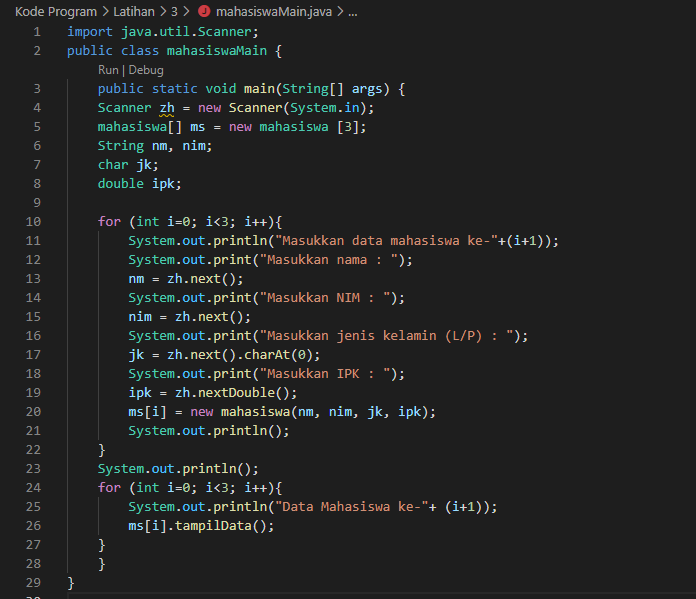 Kode Program > Latihan > 3 > J mahasiswaMain.java > ...
1 import java.util.Scanner;
2 public class mahasiswaMain {
Run | Debug
3 public static void main(String[] args) {
4 Scanner zh = new Scanner(System.in);
5 mahasiswa[] ms = new mahasiswa [3];
6 String nm, nim;
7 char jk;
8 double ipk;
9
10 for (int i=0; i<3; i++){
11 System.out.println("Masukkan data mahasiswa ke-"+(i+1));
12 System.out.print("Masukkan nama : ");
13 nm = zh.next();
14 System.out.print("Masukkan NIM : ");
15 nim = zh.next();
16 System.out.print("Masukkan jenis kelamin (L/P) : ");
17 jk = zh.next().charAt(0);
18 System.out.print("Masukkan IPK : ");
19 ipk = zh.nextDouble();
20 ms[i] = new mahasiswa(nm, nim, jk, ipk);
21 System.out.println();
22 }
23 System.out.println();
24 for (int i=0; i<3; i++){
25 System.out.println("Data Mahasiswa ke-"+ (i+1));
26 ms[i].tampilData();
27 }
28 }
29 }
30